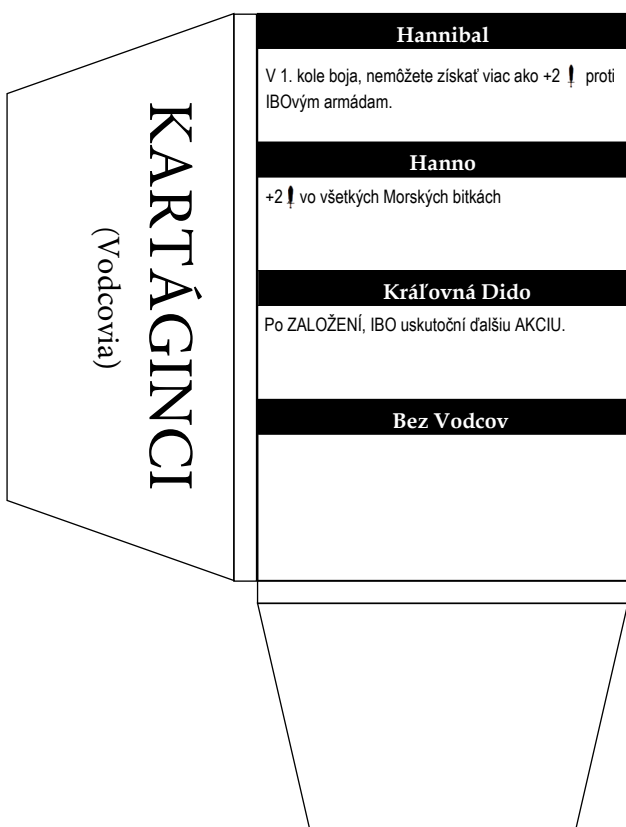 KARTÁGINCI
(Vodcovia)
Hannibal
V 1. kole boja, nemôžete získať viac ako +2 proti
IBOvým armádam.
Hanno
+2 vo všetkých Morských bitkách
Kráľovná Dido
Po ZALOŽENÍ, IBO uskutoční ďalšiu AKCIU.
Bez Vodcov